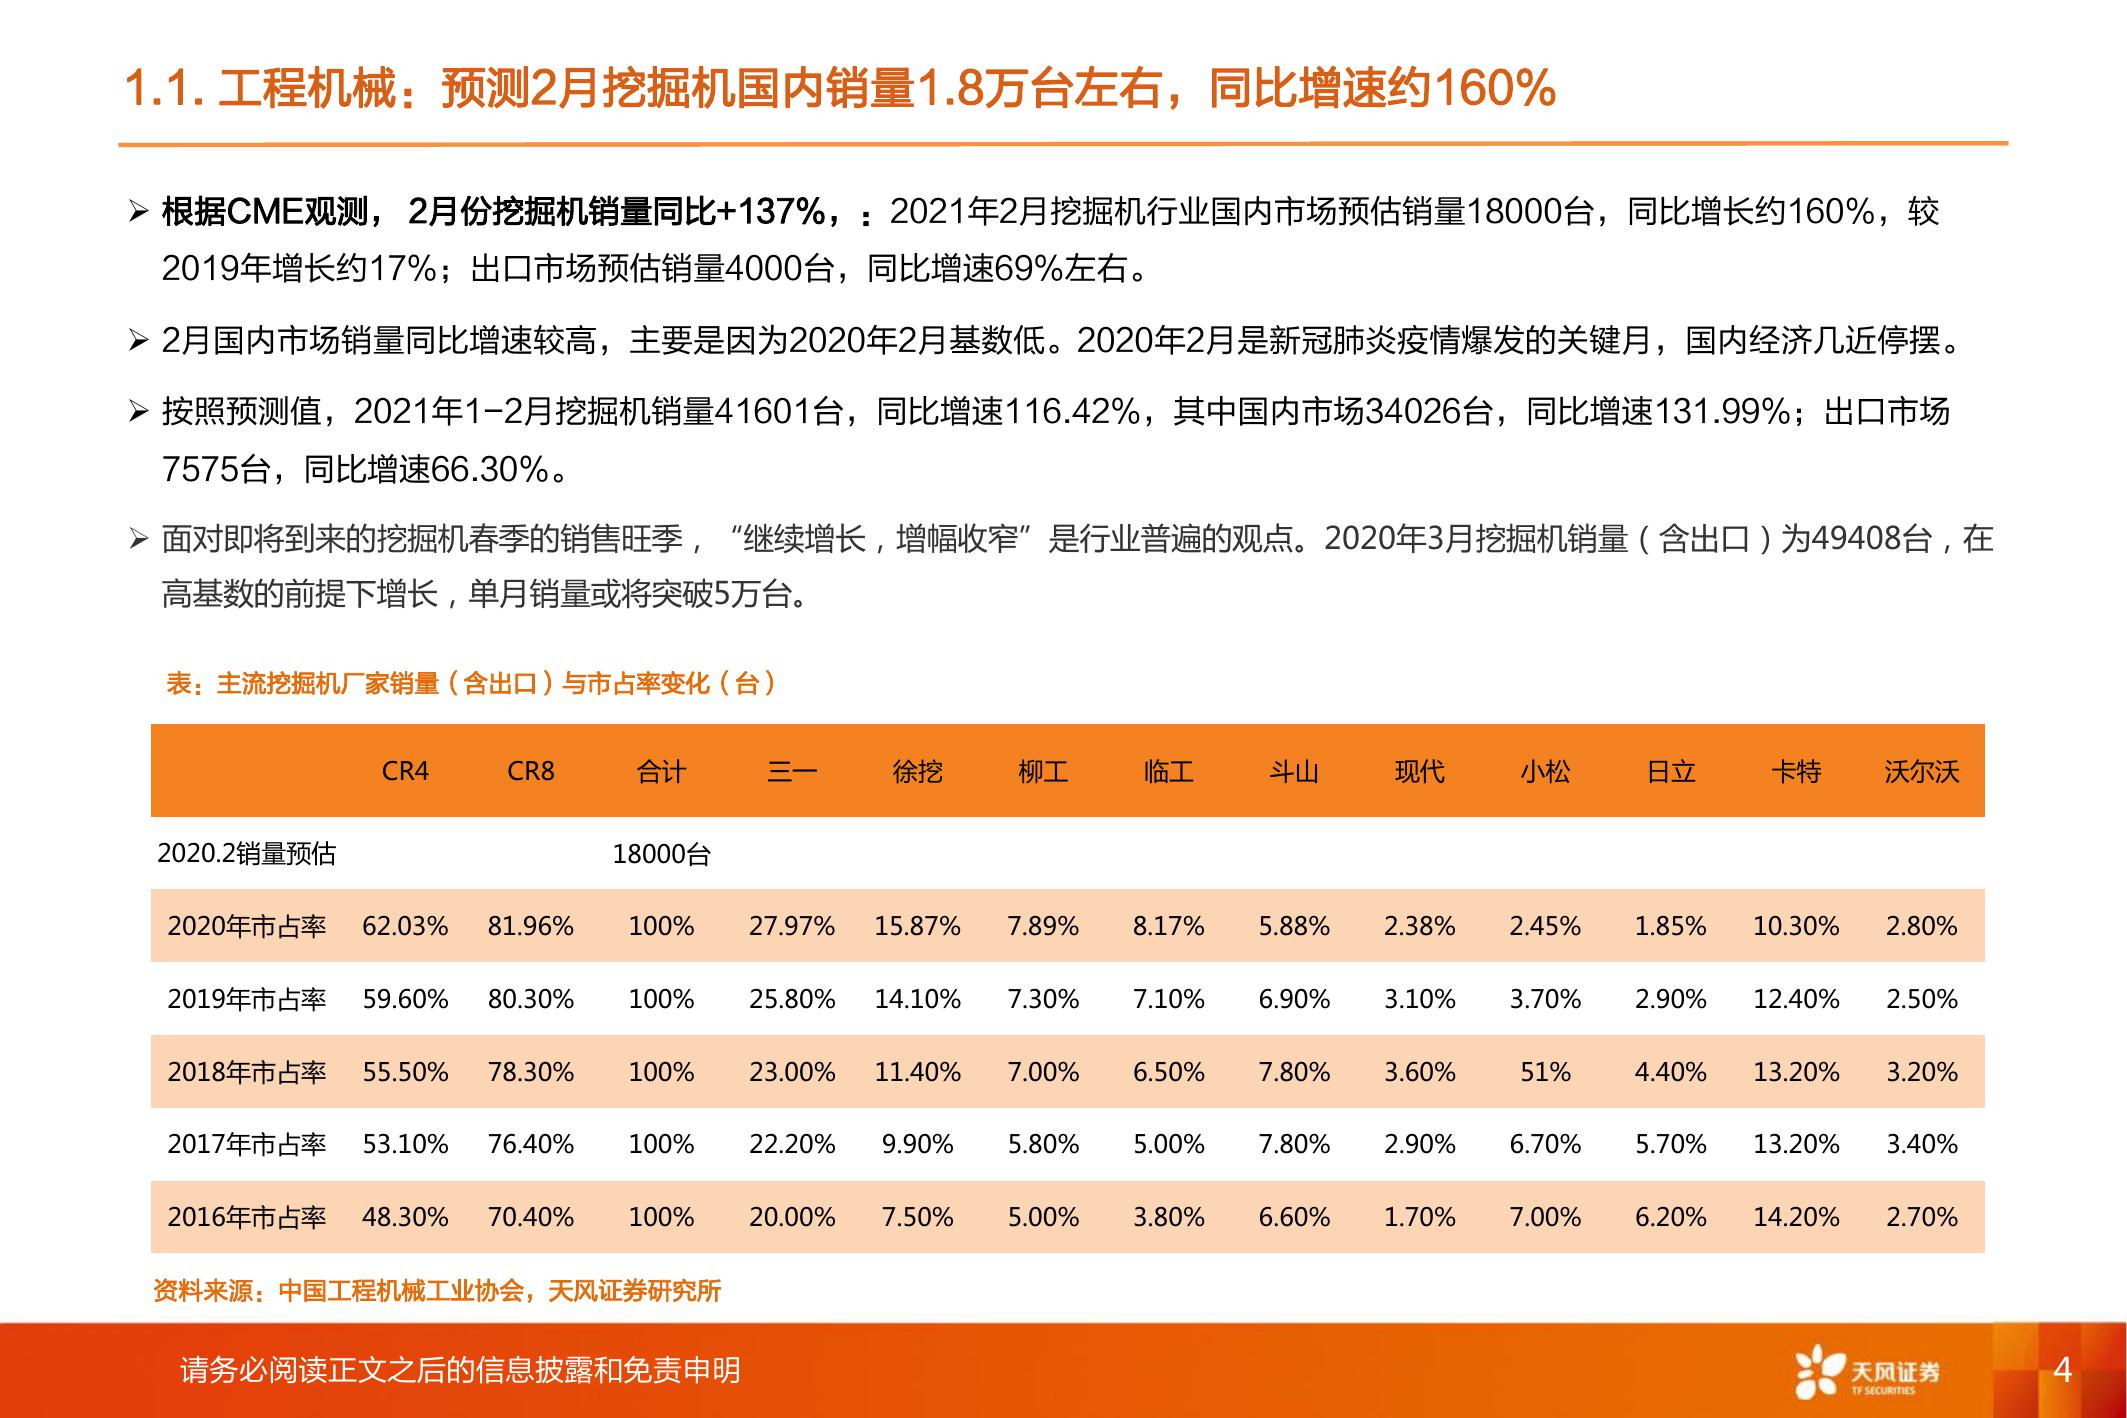 1.1. 工程机械：预测2月挖掘机国内销量1.8万台左右，同比增速约160%
➢ 根据CME观测， 2月份挖掘机销量同比+137%，：2021年2月挖掘机行业国内市场预估销量18000台，同比增长约160%，较
2019年增长约17%；出口市场预估销量4000台，同比增速69%左右。
➢ 2月国内市场销量同比增速较高，主要是因为2020年2月基数低。2020年2月是新冠肺炎疫情爆发的关键月，国内经济几近停摆。
➢ 按照预测值，2021年1-2月挖掘机销量41601台，同比增速116.42%，其中国内市场34026台，同比增速131.99%；出口市场
7575台，同比增速66.30%。
➢ 面对即将到来的挖掘机春季的销售旺季，“继续增长，增幅收窄”是行业普遍的观点。2020年3月挖掘机销量（含出口）为49408台，在
高基数的前提下增长，单月销量或将突破5万台。
表：主流挖掘机厂家销量（含出口）与市占率变化（台）
CR4 CR8 合计 三一 徐挖 柳工 临工 斗山 现代 小松 日立 卡特 沃尔沃
2020.2销量预估 18000台
2020年市占率 62.03% 81.96% 100% 27.97% 15.87% 7.89% 8.17% 5.88% 2.38% 2.45% 1.85% 10.30% 2.80%
2019年市占率 59.60% 80.30% 100% 25.80% 14.10% 7.30% 7.10% 6.90% 3.10% 3.70% 2.90% 12.40% 2.50%
2018年市占率 55.50% 78.30% 100% 23.00% 11.40% 7.00% 6.50% 7.80% 3.60% 51% 4.40% 13.20% 3.20%
2017年市占率 53.10% 76.40% 100% 22.20% 9.90% 5.80% 5.00% 7.80% 2.90% 6.70% 5.70% 13.20% 3.40%
2016年市占率 48.30% 70.40% 100% 20.00% 7.50% 5.00% 3.80% 6.60% 1.70% 7.00% 6.20% 14.20% 2.70%
资料来源：中国工程机械工业协会，天风证券研究所
请务必阅读正文之后的信息披露和免责申明
天风证券
TF SECURITIES
4